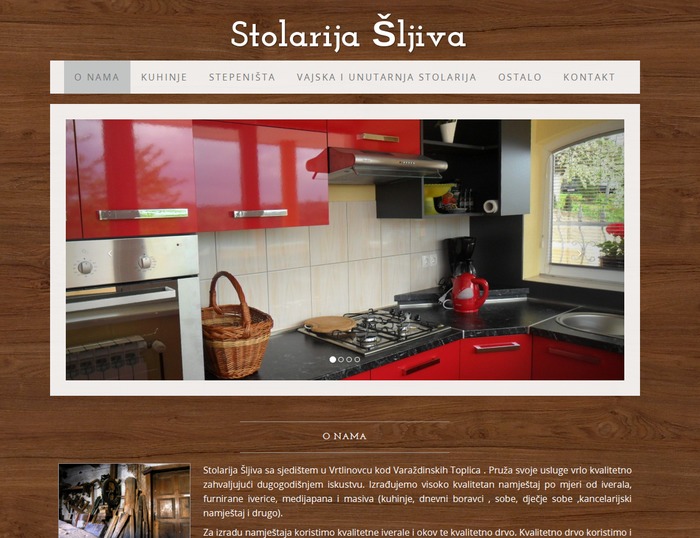 Stolarija Šljiva
O NAMA KUHINJE STEPENIŠTA VAJSKA I UNUTARNJA STOLARIJA OSTALO KONTAKT
O NAMA
Stolarija Šljiva sa sjedištem u Vrtlinovcu kod Varaždinskih Toplica . Pruža svoje usluge vrlo kvalitetno
zahvaljujući dugogodišnjem iskustvu. Izrađujemo visoko kvalitetan namještaj po mjeri od iverala,
furnirane iverice, medijapana i masiva (kuhinje, dnevni boravci , sobe, dječje sobe ,kancelarijski
namještaj i drugo).
Za izradu namještaja koristimo kvalitetne iverale i okov te kvalitetno drvo. Kvalitetno drvo koristimo i